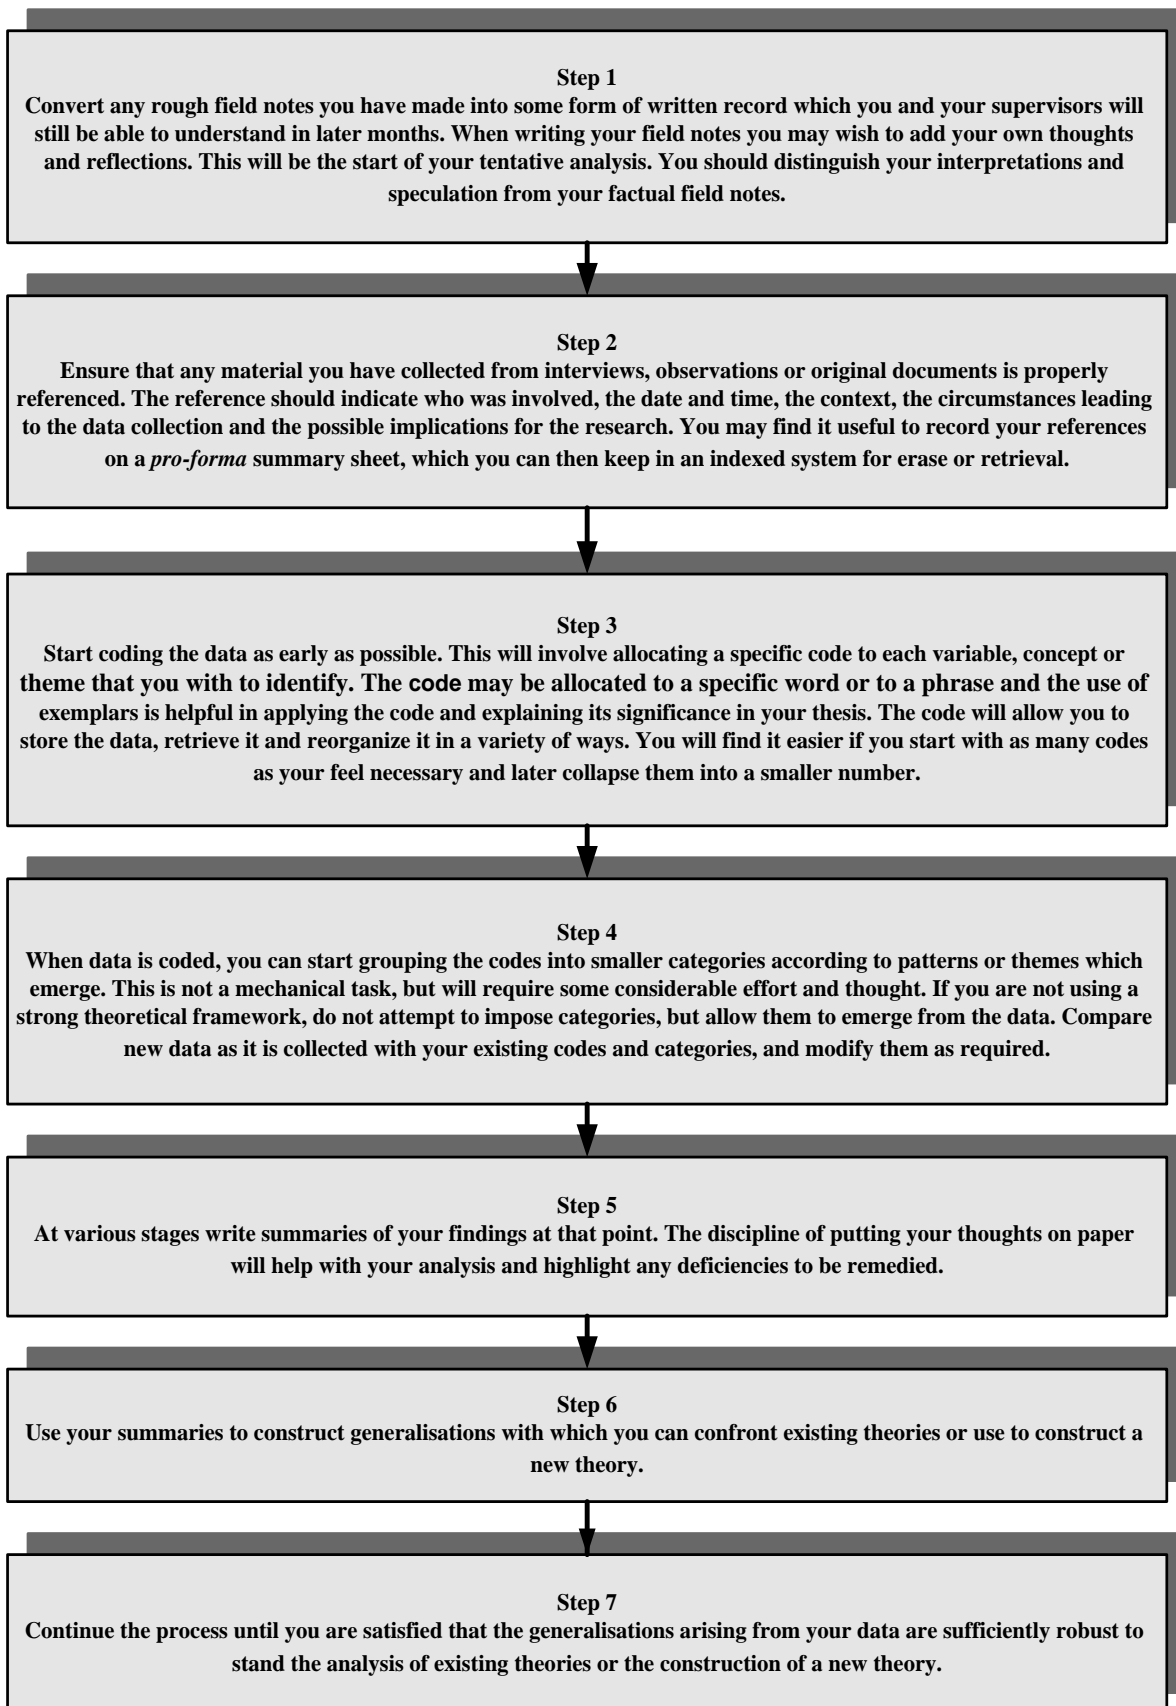 Step 1
Convert any rough field notes you have made into some form of written record which you and your supervisors will
still be able to understand in later months. When writing your field notes you may wish to add your own thoughts
and reflections. This will be the start of your tentative analysis. You should distinguish your interpretations and
speculation from your factual field notes.
Step 2
Ensure that any material you have collected from interviews, observations or original documents is properly
referenced. The reference should indicate who was involved, the date and time, the context, the circumstances leading
to the data collection and the possible implications for the research. You may find it useful to record your references
on a pro-forma summary sheet, which you can then keep in an indexed system for erase or retrieval.
Step 3
Start coding the data as early as possible. This will involve allocating a specific code to each variable, concept or
theme that you with to identify. The code may be allocated to a specific word or to a phrase and the use of
exemplars is helpful in applying the code and explaining its significance in your thesis. The code will allow you to
store the data, retrieve it and reorganize it in a variety of ways. You will find it easier if you start with as many codes
as your feel necessary and later collapse them into a smaller number.
Step 4
When data is coded, you can start grouping the codes into smaller categories according to patterns or themes which
emerge. This is not a mechanical task, but will require some considerable effort and thought. If you are not using a
strong theoretical framework, do not attempt to impose categories, but allow them to emerge from the data. Compare
new data as it is collected with your existing codes and categories, and modify them as required.
Step 5
At various stages write summaries of your findings at that point. The discipline of putting your thoughts on paper
will help with your analysis and highlight any deficiencies to be remedied.
Step 6
Use your summaries to construct generalisations with which you can confront existing theories or use to construct a
new theory.
Step 7
Continue the process until you are satisfied that the generalisations arising from your data are sufficiently robust to
stand the analysis of existing theories or the construction of a new theory.